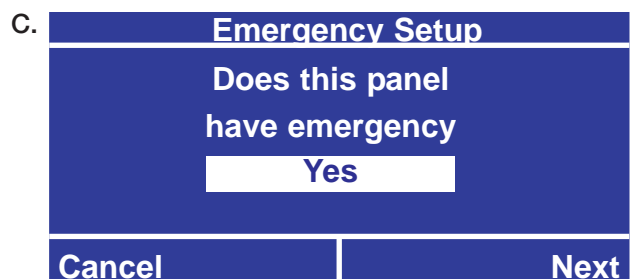 C.
Emergency Setup
Does this panel
have emergency
Yes
Cancel Next